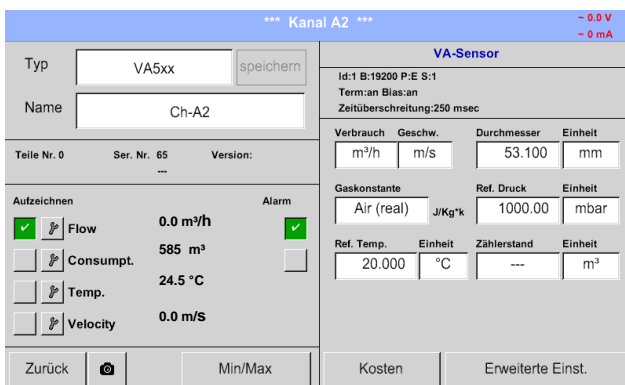 *** Kanal A2 ***
~ 0.0 V
~ 0 mA
Typ
VA5xx
speichern
Name
Ch-A2
Teile Nr. 0 Ser. Nr. 65 Version:
---
Aufzeichnen Alarm
Flow 0.0 m³/h
Consumpt. 585 m³
Temp. 24.5 °C
Velocity 0.0 m/s
VA-Sensor
Id:1 B:19200 P:E S:1
Term:an Bias:an
Zeitüberschreitung:250 msec
Verbrauch Geschw. Durchmesser Einheit
m³/h m/s 53.100 mm
Gaskonstante Ref. Druck Einheit
Air (real) J/Kg*k 1000.00 mbar
Ref. Temp. Einheit Zählerstand Einheit
20.000 °C --- m³
Zurück Min/Max Kosten Erweiterte Einst.